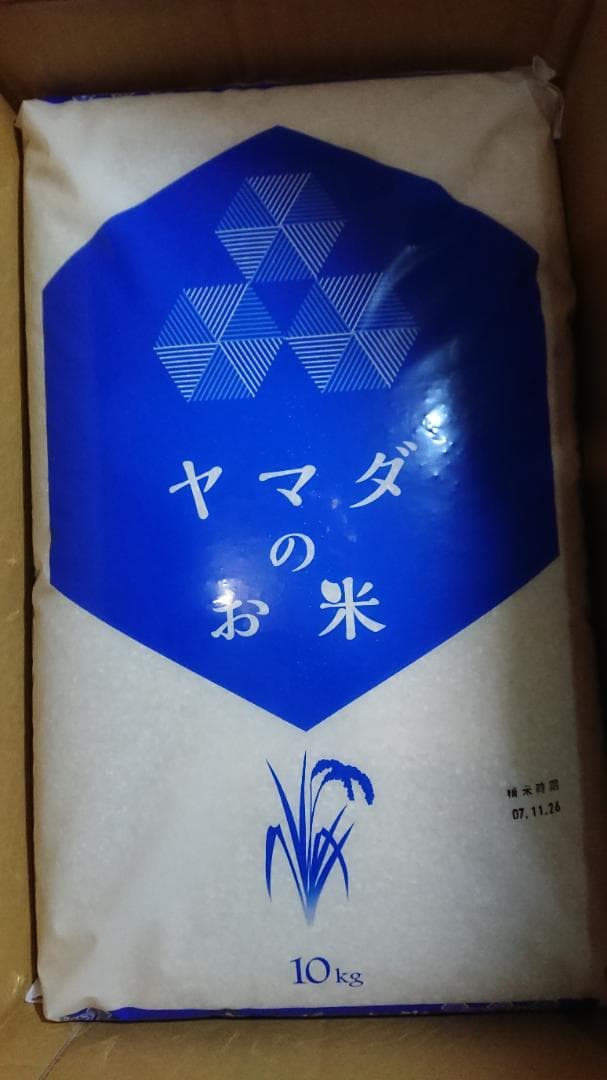 ヤマダ
の
お米
精米時期
07.11.26
10kg